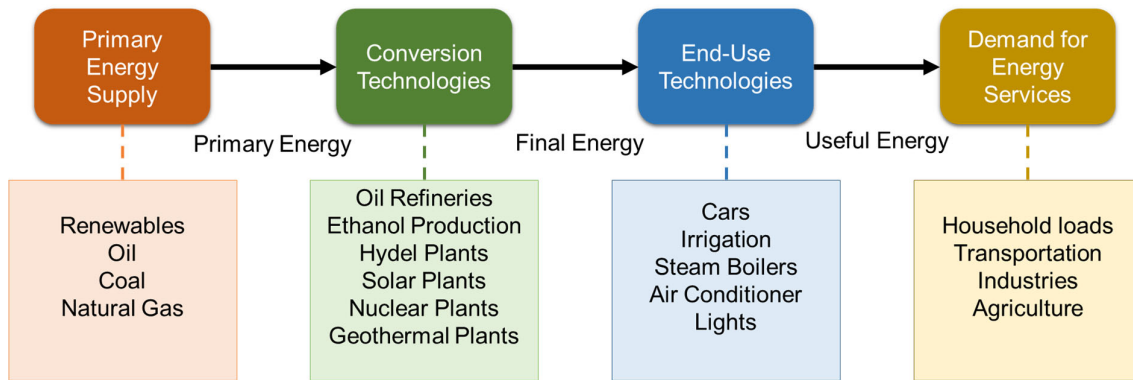 Primary
Energy
Supply
Conversion
Technologies
End-Use
Technologies
Demand for
Energy
Services
Primary Energy
Final Energy
Useful Energy
Renewables
Oil
Coal
Natural Gas
Oil Refineries
Ethanol Production
Hydel Plants
Solar Plants
Nuclear Plants
Geothermal Plants
Cars
Irrigation
Steam Boilers
Air Conditioner
Lights
Household loads
Transportation
Industries
Agriculture